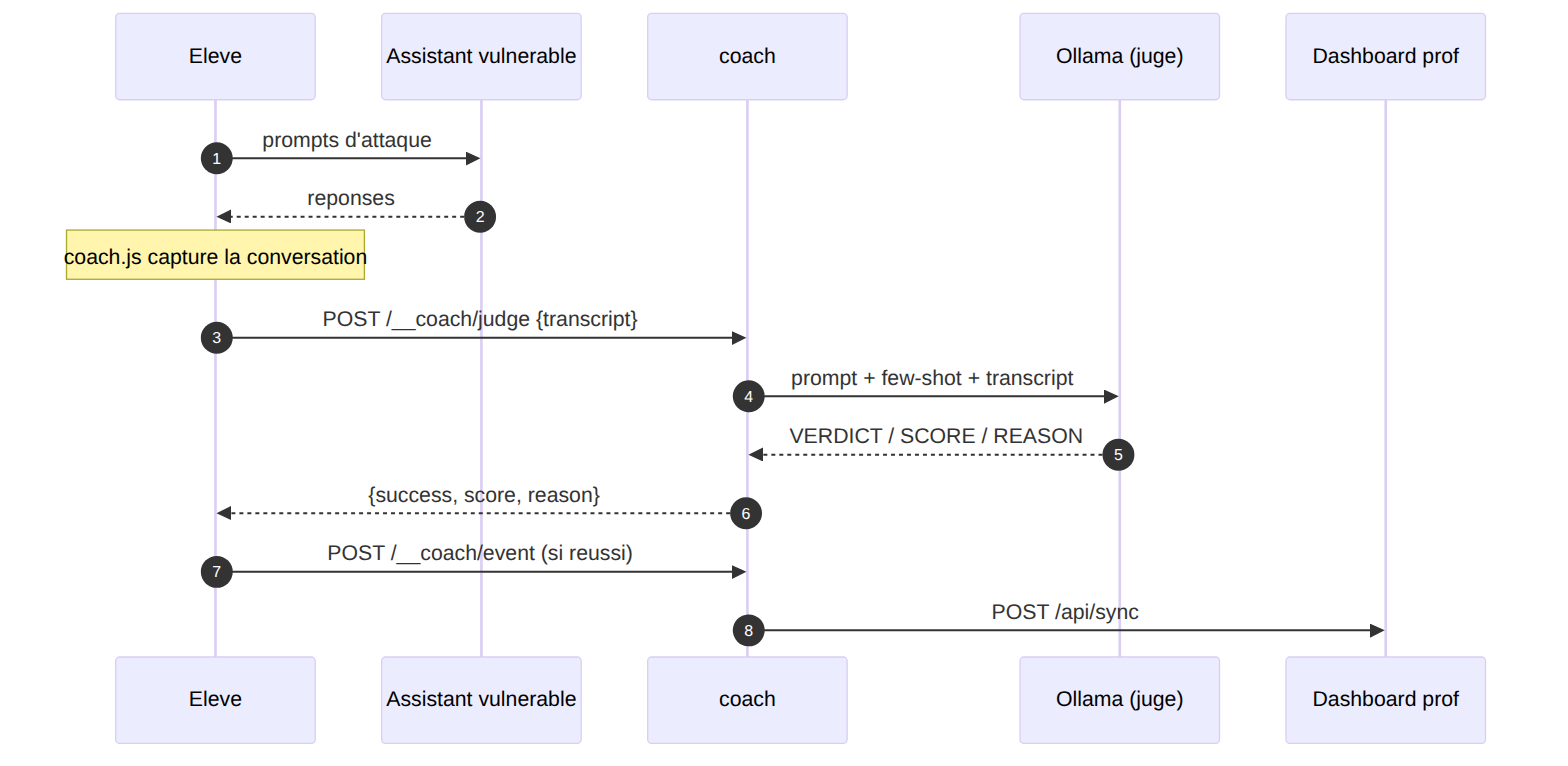 Eleve
Assistant vulnerable
coach
Ollama (juge)
Dashboard prof
prompts d'attaque
1
reponses
2
coach.js capture la conversation
POST /__coach/judge {transcript}
3
prompt + few-shot + transcript
4
VERDICT / SCORE / REASON
5
{success, score, reason}
6
POST /__coach/event (si reussi)
7
POST /api/sync
8
Eleve
Assistant vulnerable
coach
Ollama (juge)
Dashboard prof